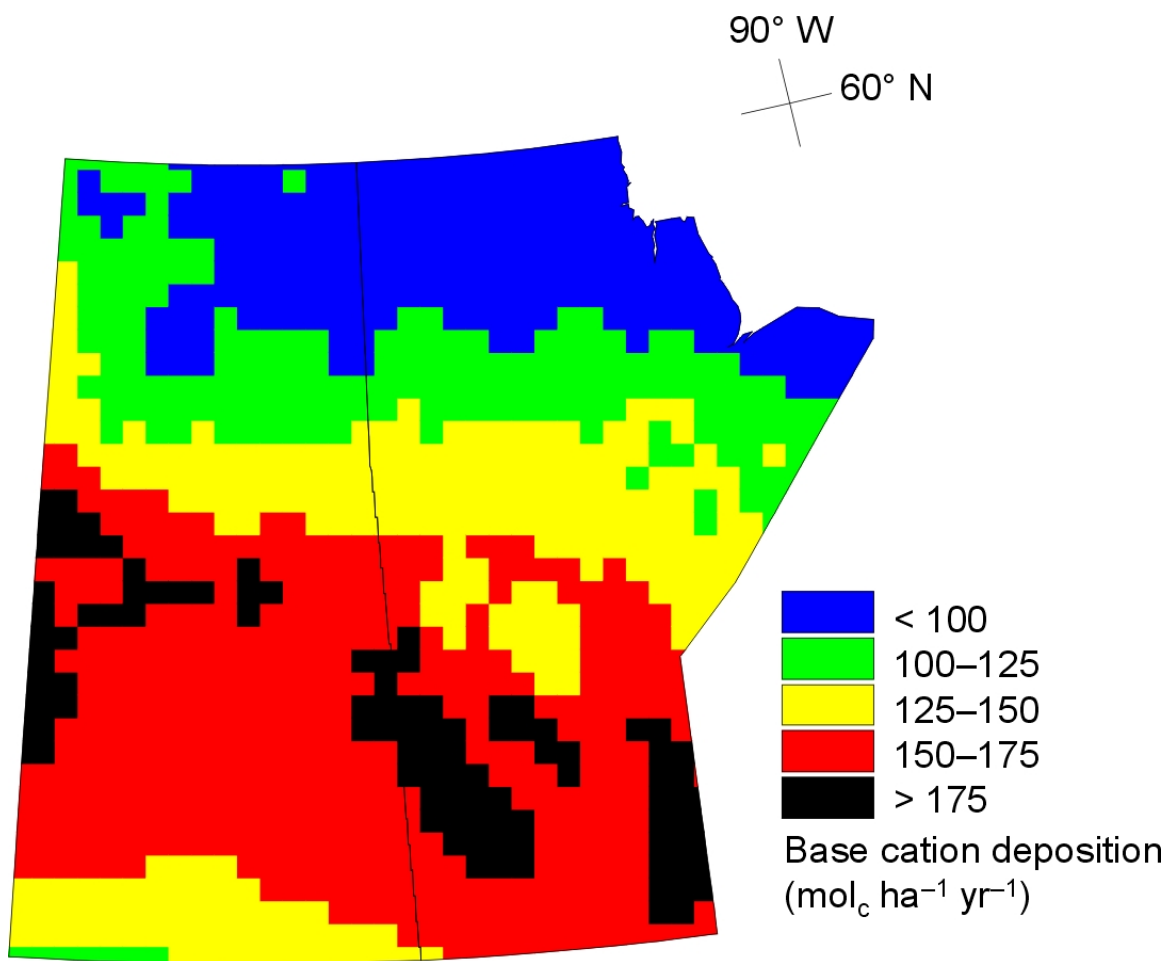 90° W
60° N
< 100
100–125
125–150
150–175
> 175
Base cation deposition
(molc ha⁻¹ yr⁻¹)